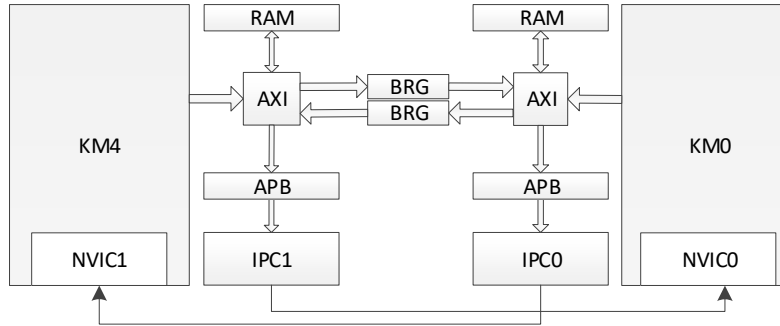 RAM
RAM
AXI
BRG
BRG
AXI
KM4
KM0
APB
APB
NVIC1
IPC1
IPC0
NVIC0